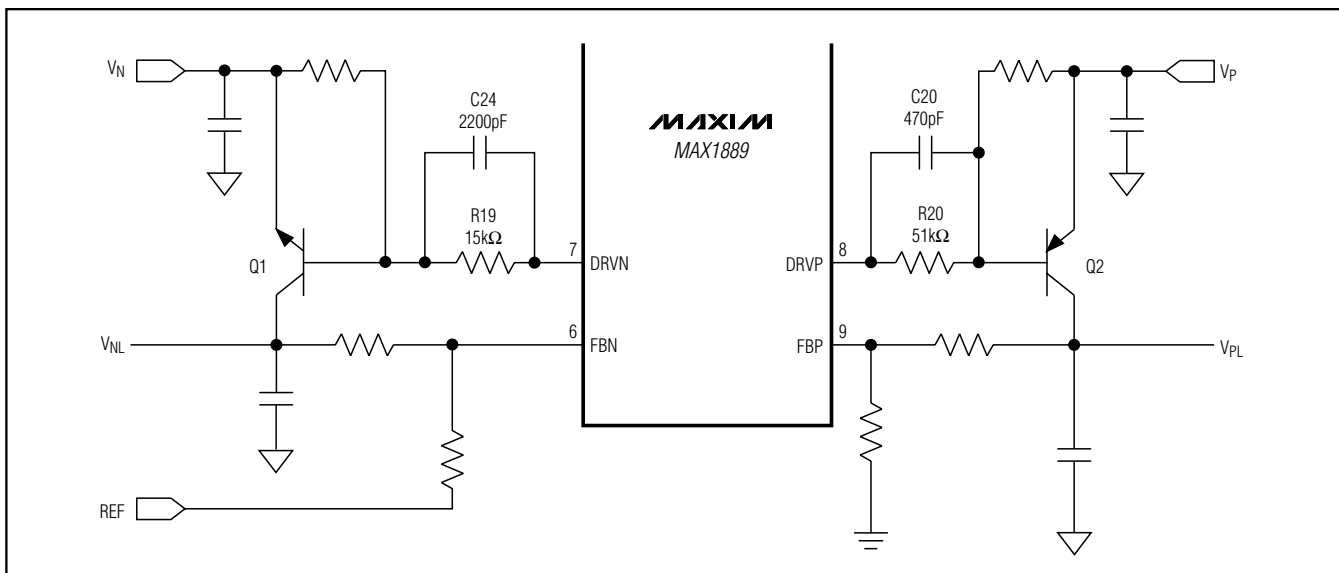 V_N
C24
2200pF
R19
15kΩ
Q1
7
DRVN
6
FBN
V_NL
REF
MAXIM
MAX1889
V_P
C20
470pF
R20
51kΩ
8
DRVP
Q2
9
FBP
V_PL